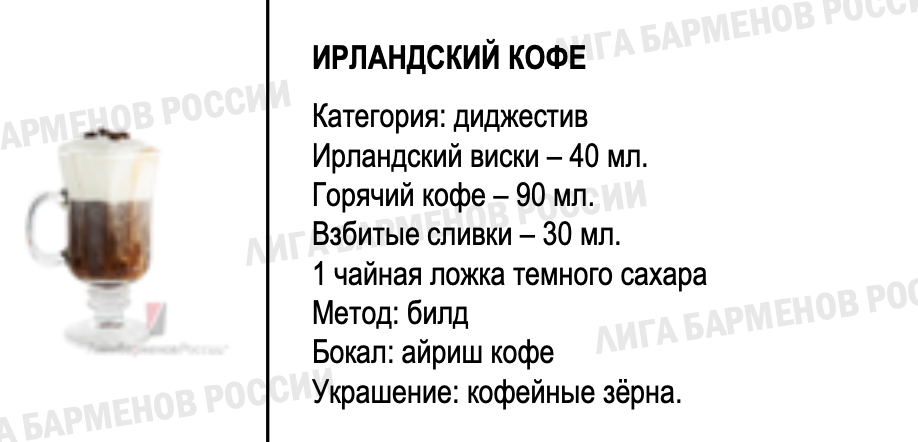 ИРЛАНДСКИЙ КОФЕ
Категория: диджестив
Ирландский виски – 40 мл.
Горячий кофе – 90 мл.
Взбитые сливки – 30 мл.
1 чайная ложка темного сахара
Метод: билд
Бокал: айриш кофе
Украшение: кофейные зёрна.
ЛИГА БАРМЕНОВ РОССИ
АРМЕНОВ РОССИИ
ЛИГА БАРМЕНОВ РОССИИ
ЛИГА БАРМЕНОВ РОС
ГА БАРМЕНОВ РОССИИ